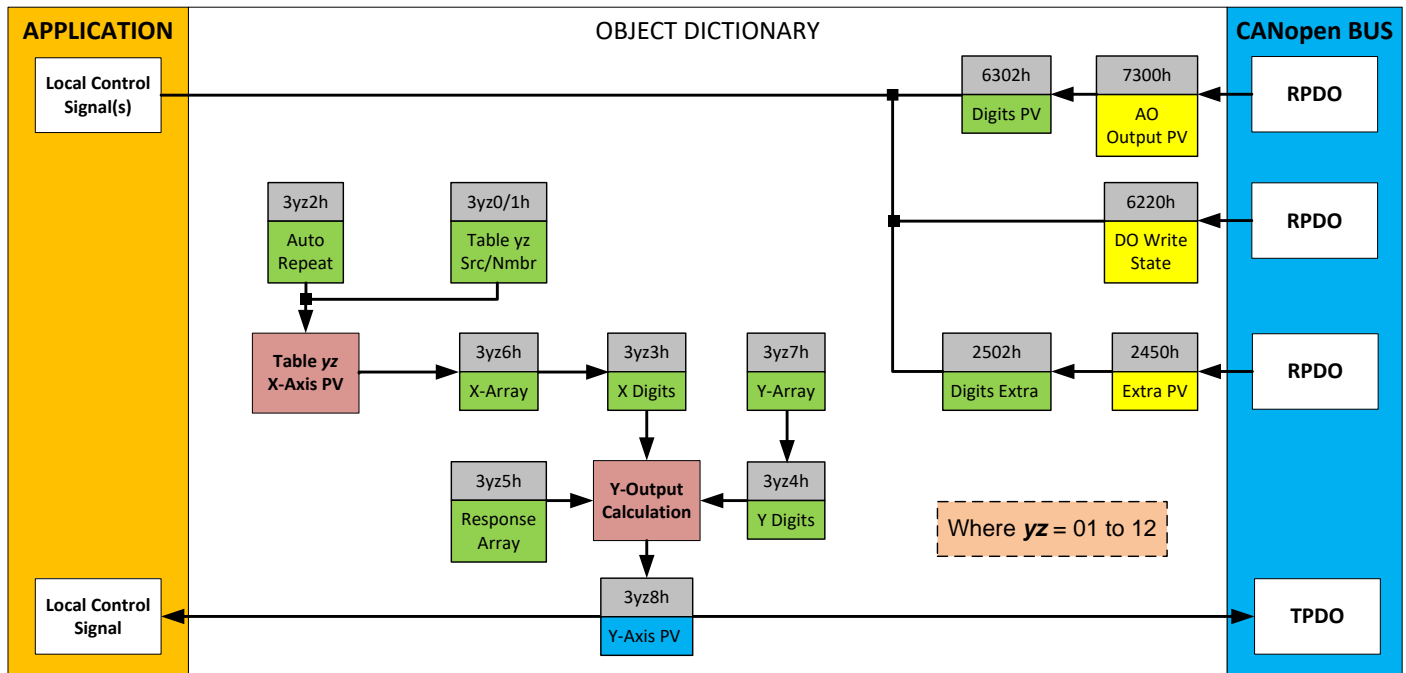 APPLICATION
OBJECT DICTIONARY
CANopen BUS
Local Control
Signal(s)
6302h
Digits PV
7300h
AO
Output PV
RPDO
3yz2h
Auto
Repeat
3yz0/1h
Table yz
Src/Nmbr
6220h
DO Write
State
RPDO
Table yz
X-Axis PV
3yz6h
X-Array
3yz3h
X Digits
3yz7h
Y-Array
2502h
Digits Extra
2450h
Extra PV
RPDO
3yz5h
Response
Array
Y-Output
Calculation
3yz4h
Y Digits
Where yz = 01 to 12
Local Control
Signal
3yz8h
Y-Axis PV
TPDO